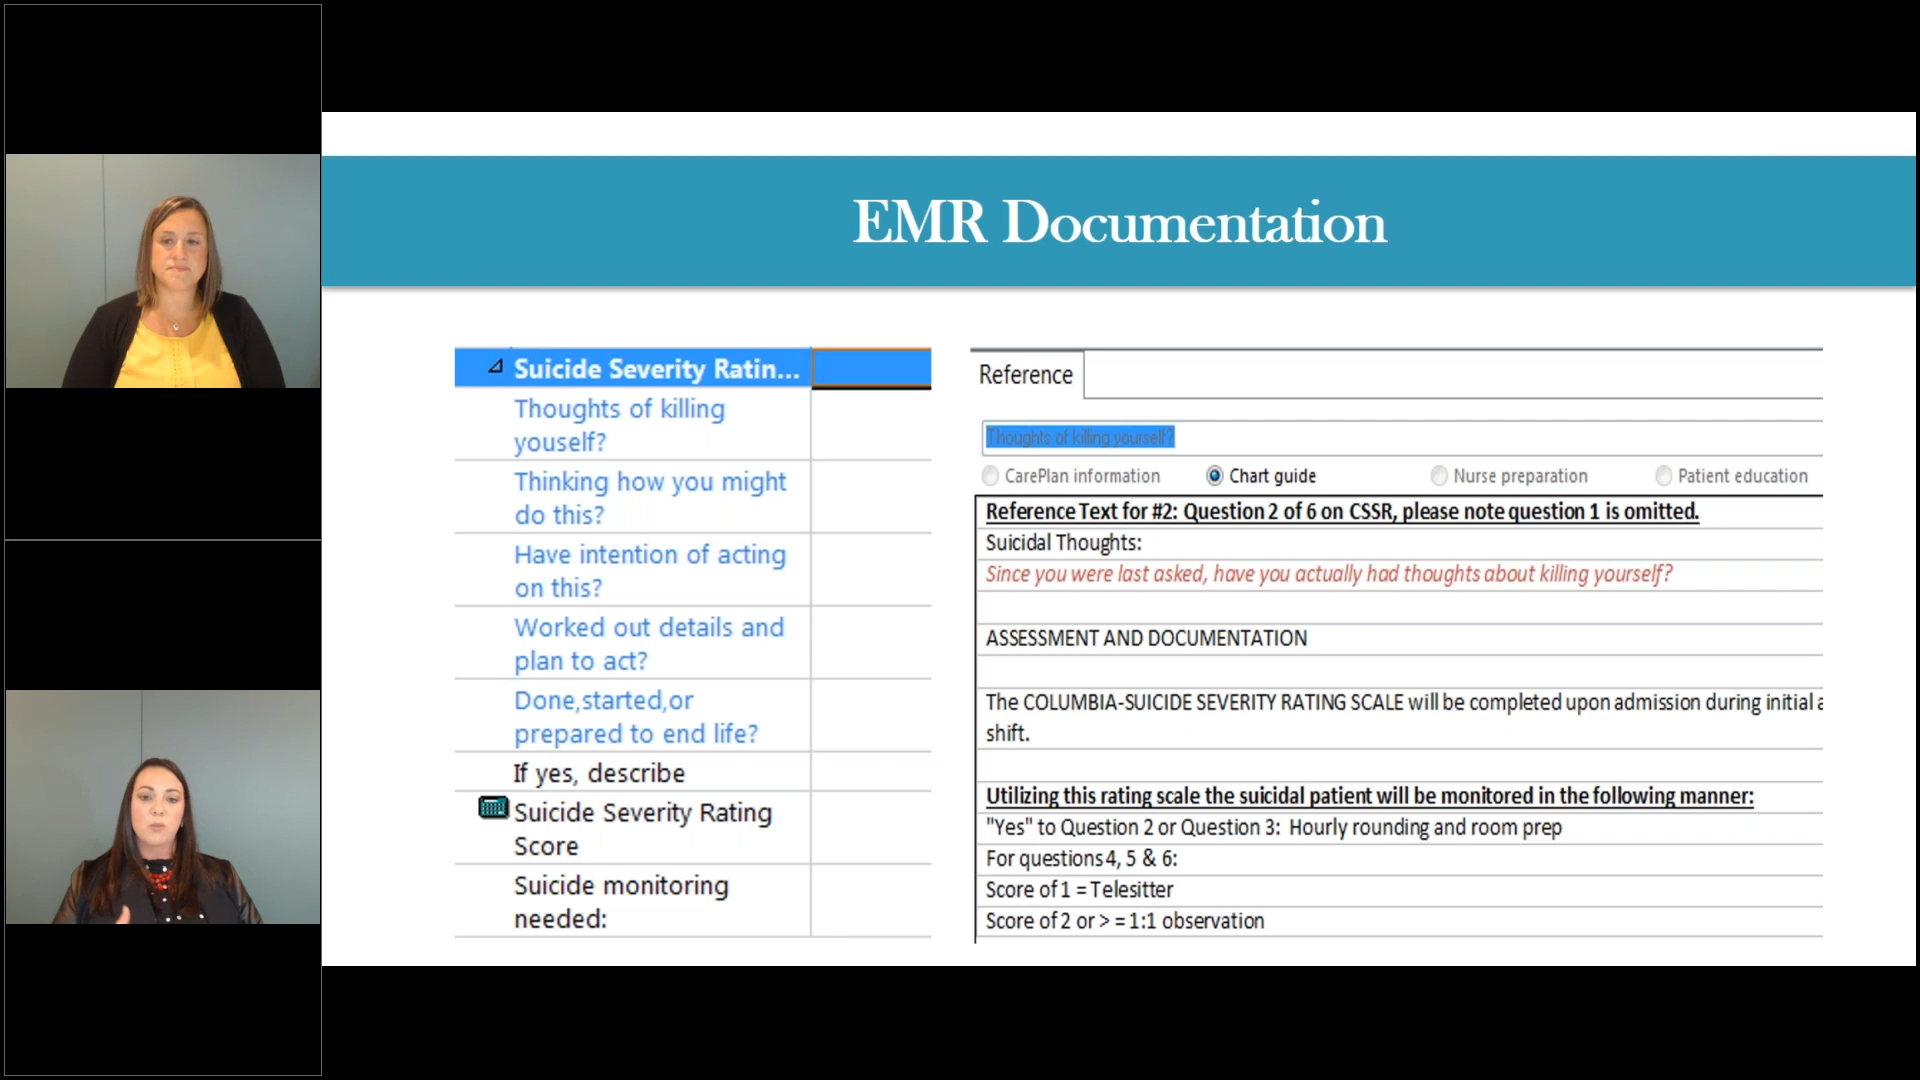 EMR Documentation
Suicide Severity Ratin...
Thoughts of killing
youself?
Thinking how you might
do this?
Have intention of acting
on this?
Worked out details and
plan to act?
Done,started,or
prepared to end life?
If yes, describe
Suicide Severity Rating
Score
Suicide monitoring
needed:
Reference
Thoughts of killing yourself?
CarePlan information Chart guide Nurse preparation Patient education
Reference Text for #2: Question 2 of 6 on CSSR, please note question 1 is omitted.
Suicidal Thoughts:
Since you were last asked, have you actually had thoughts about killing yourself?
ASSESSMENT AND DOCUMENTATION
The COLUMBIA-SUICIDE SEVERITY RATING SCALE will be completed upon admission during initial a
shift.
Utilizing this rating scale the suicidal patient will be monitored in the following manner:
"Yes" to Question 2 or Question 3: Hourly rounding and room prep
For questions 4, 5 & 6:
Score of 1 = Telesitter
Score of 2 or > = 1:1 observation